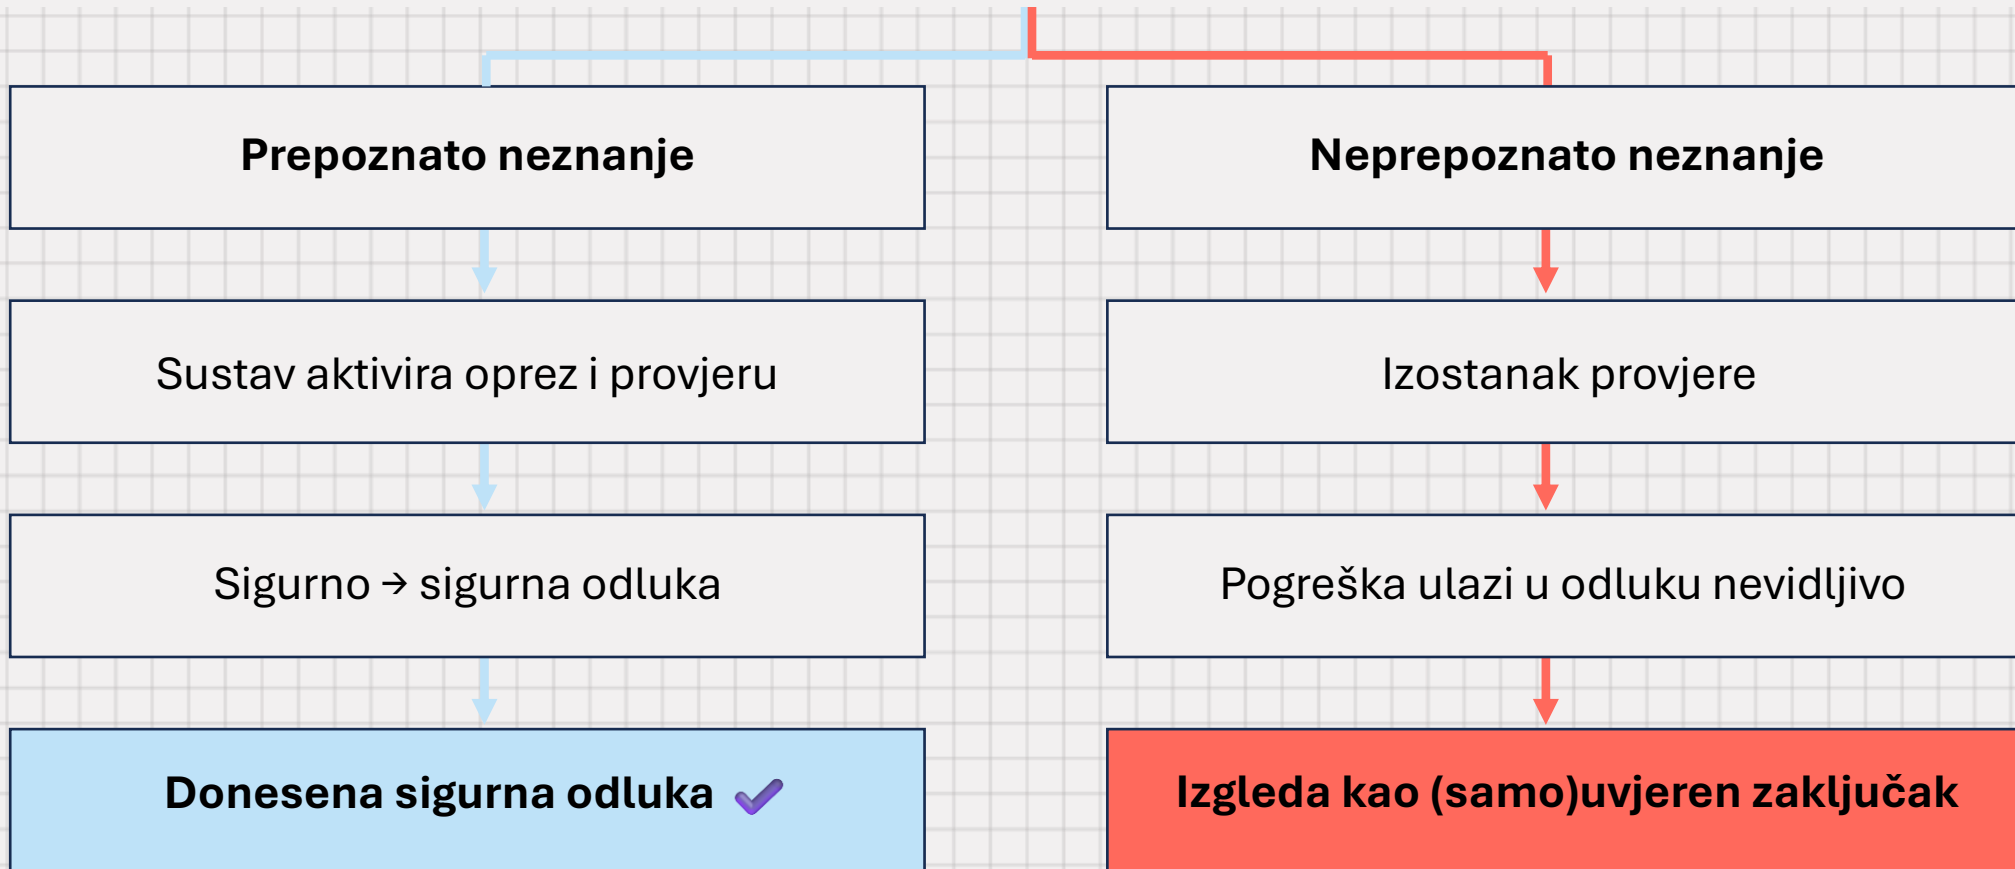 Prepoznato neznanje
Neprepoznato neznanje
Sustav aktivira oprez i provjeru
Izostanak provjere
Sigurno → sigurna odluka
Pogreška ulazi u odluku nevidljivo
Donesena sigurna odluka ✔
Izgleda kao (samo)uvjeren zaključak